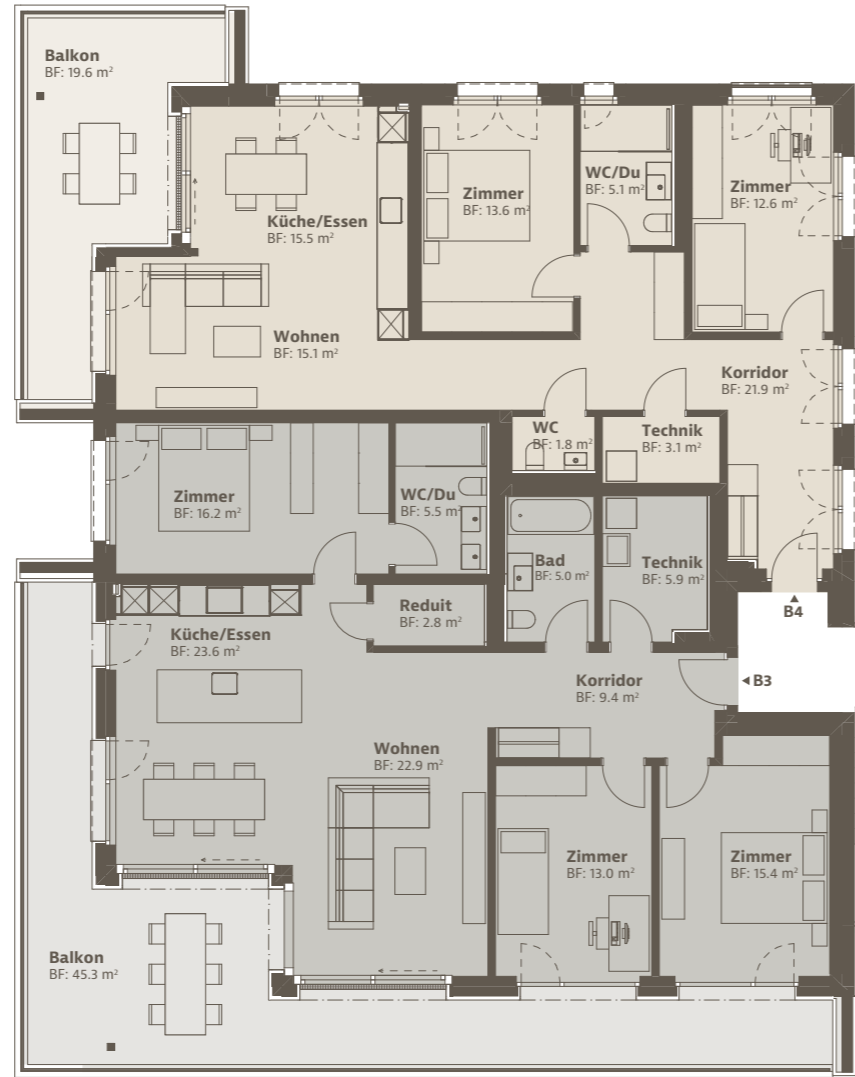 Balkon
BF: 19.6 m²
Küche/Essen
BF: 15.5 m²
Zimmer
BF: 13.6 m²
WC/Du
BF: 5.1 m²
Zimmer
BF: 12.6 m²
Wohnen
BF: 15.1 m²
Korridor
BF: 21.9 m²
WC
BF: 1.8 m²
Technik
BF: 3.1 m²
Zimmer
BF: 16.2 m²
WC/Du
BF: 5.5 m²
Bad
BF: 5.0 m²
Technik
BF: 5.9 m²
B4
Reduit
BF: 2.8 m²
Küche/Essen
BF: 23.6 m²
Korridor
BF: 9.4 m²
B3
Wohnen
BF: 22.9 m²
Zimmer
BF: 13.0 m²
Zimmer
BF: 15.4 m²
Balkon
BF: 45.3 m²